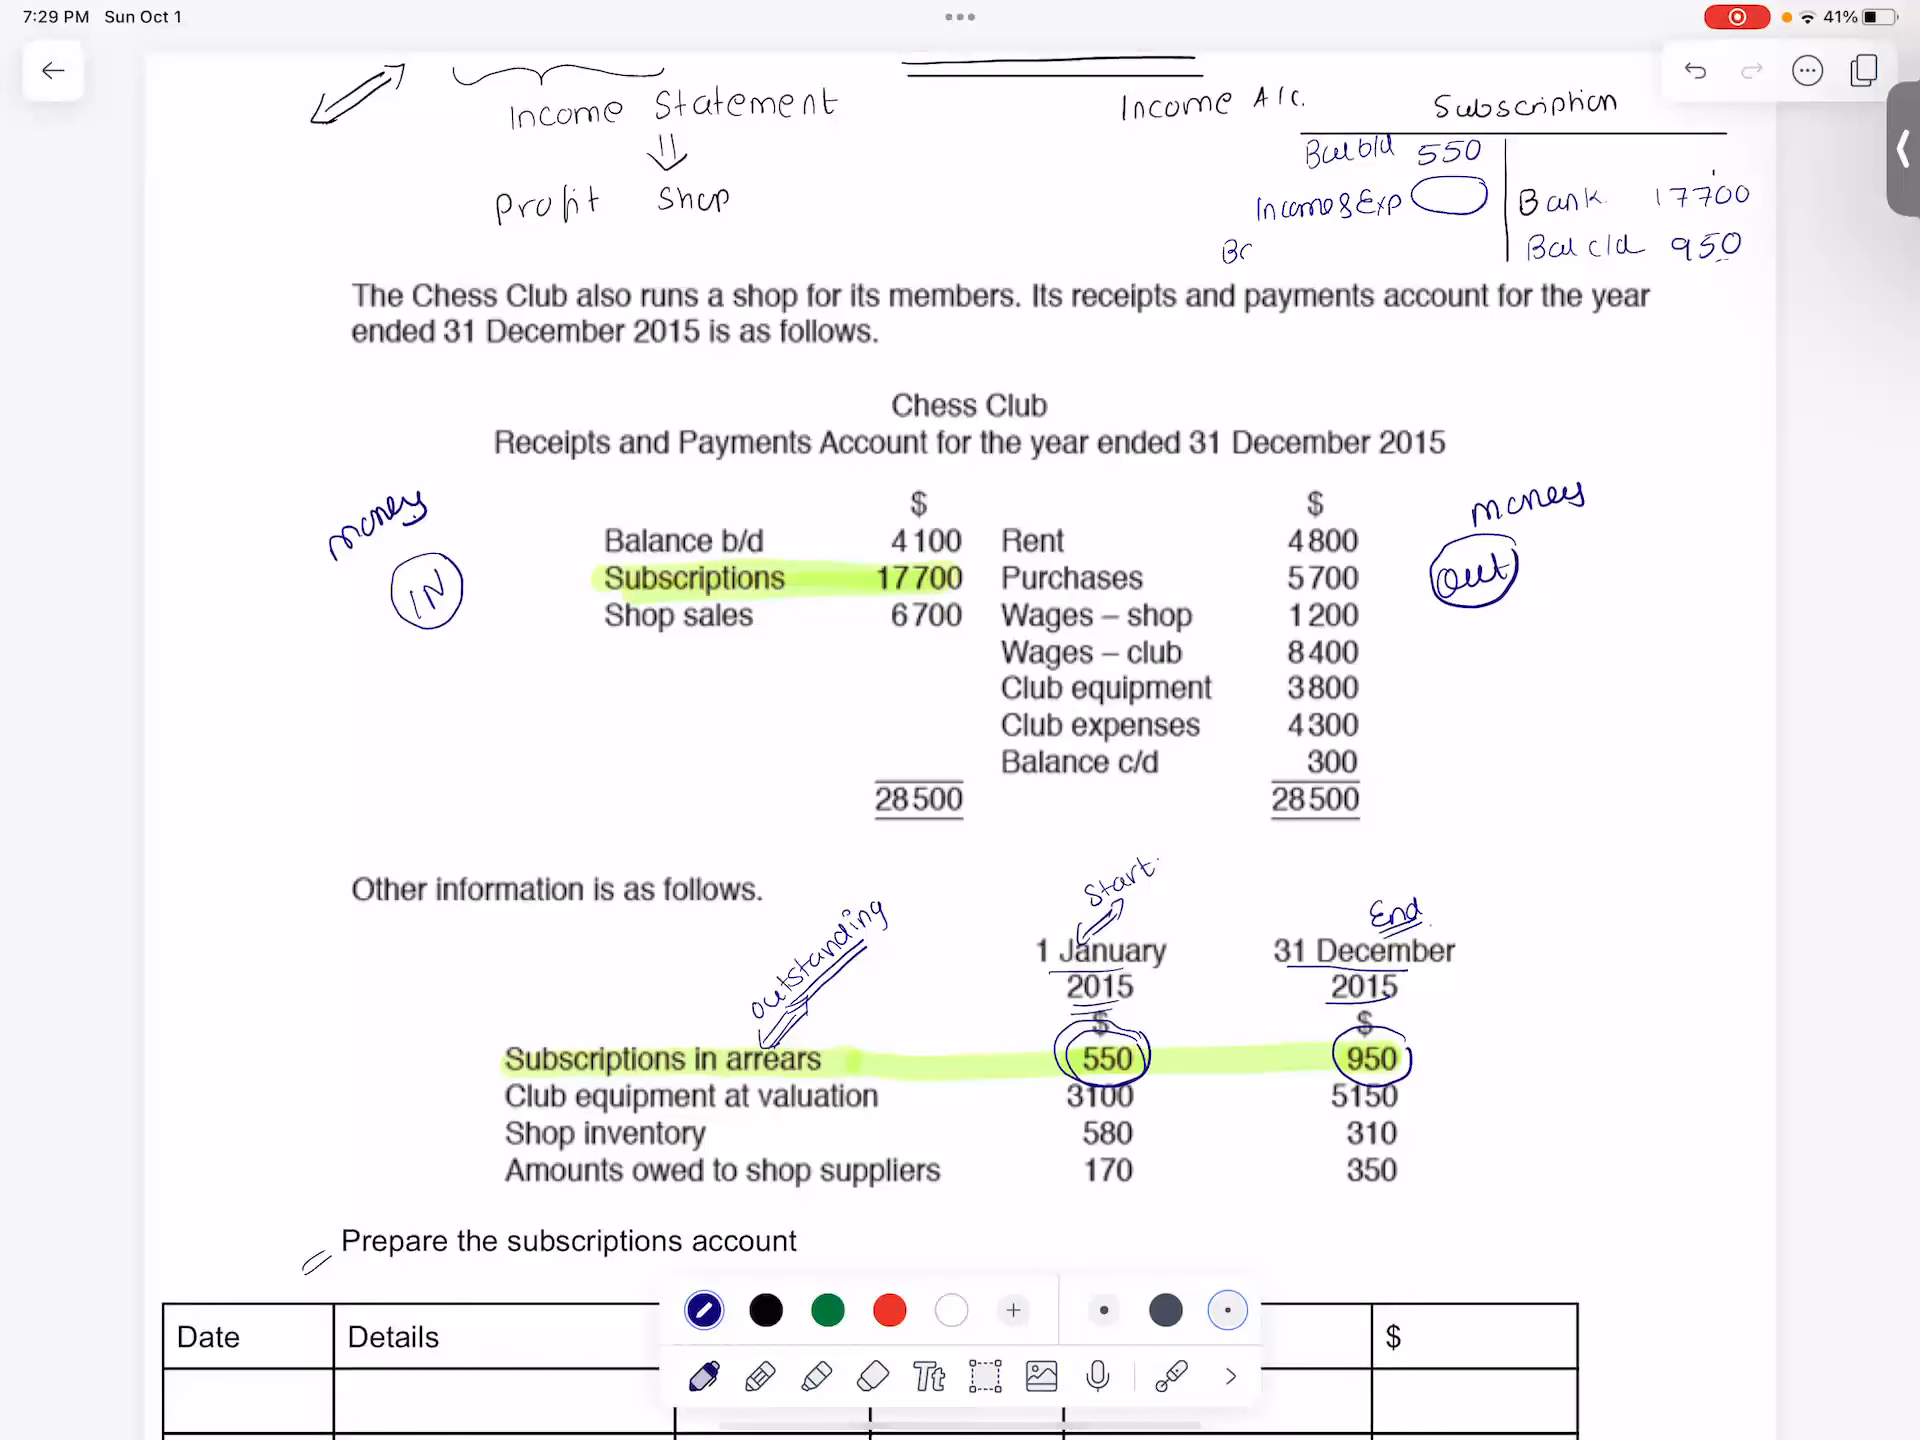 7:29 PM Sun Oct 1
41%
Income Statement
Income A/c.
Subscription
Bal b/d 550
Profit Shop
Income & Exp
Bank 17700
Bal c/d 950
The Chess Club also runs a shop for its members. Its receipts and payments account for the year
ended 31 December 2015 is as follows.
Chess Club
Receipts and Payments Account for the year ended 31 December 2015
money
IN
money
out
$ $
Balance b/d 4100 Rent 4800
Subscriptions 17700 Purchases 5700
Shop sales 6700 Wages – shop 1200
Wages – club 8400
Club equipment 3800
Club expenses 4300
Balance c/d 300
28500 28500
Other information is as follows.
outstanding
Start
End
1 January 31 December
2015 2015
$ $
Subscriptions in arrears 550 950
Club equipment at valuation 3100 5150
Shop inventory 580 310
Amounts owed to shop suppliers 170 350
Prepare the subscriptions account
Date Details $
Tt